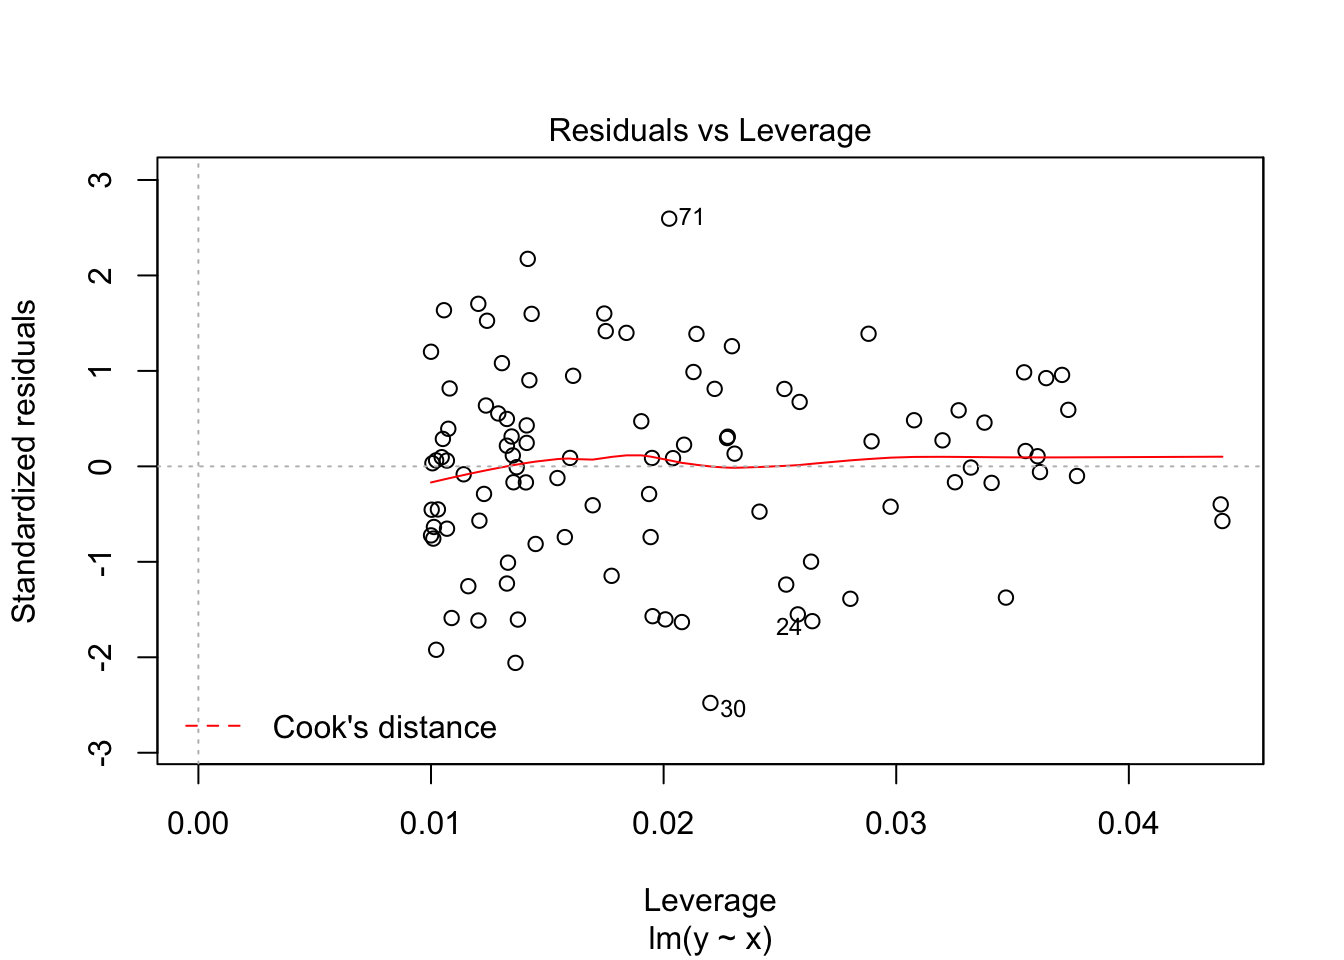 Residuals vs Leverage
Standardized residuals
3
2
1
0
-1
-2
-3
71
24
30
Cook's distance
0.00 0.01 0.02 0.03 0.04
Leverage
lm(y ~ x)